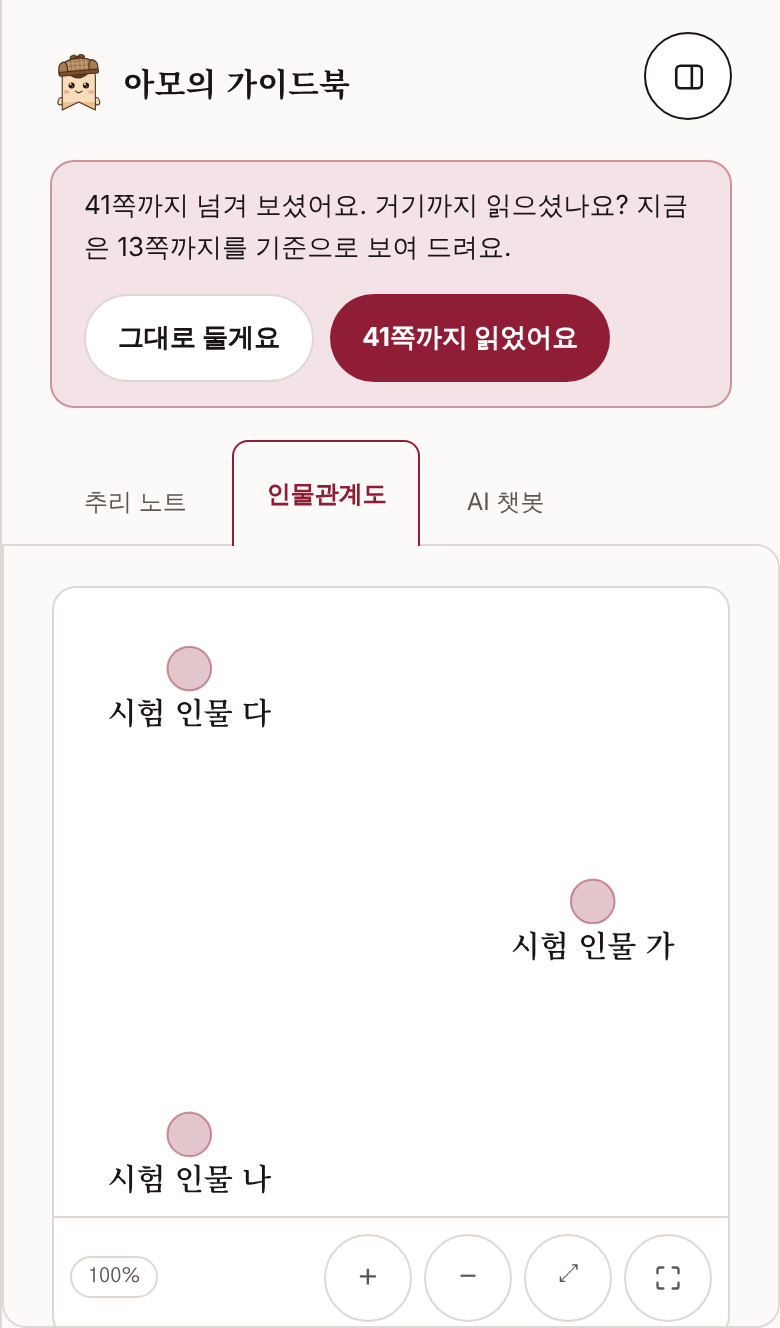 아모의 가이드북
41쪽까지 넘겨 보셨어요. 거기까지 읽으셨나요? 지금
은 13쪽까지를 기준으로 보여 드려요.
그대로 둘게요
41쪽까지 읽었어요
추리 노트
인물관계도
AI 챗봇
시험 인물 다
시험 인물 가
시험 인물 나
100%